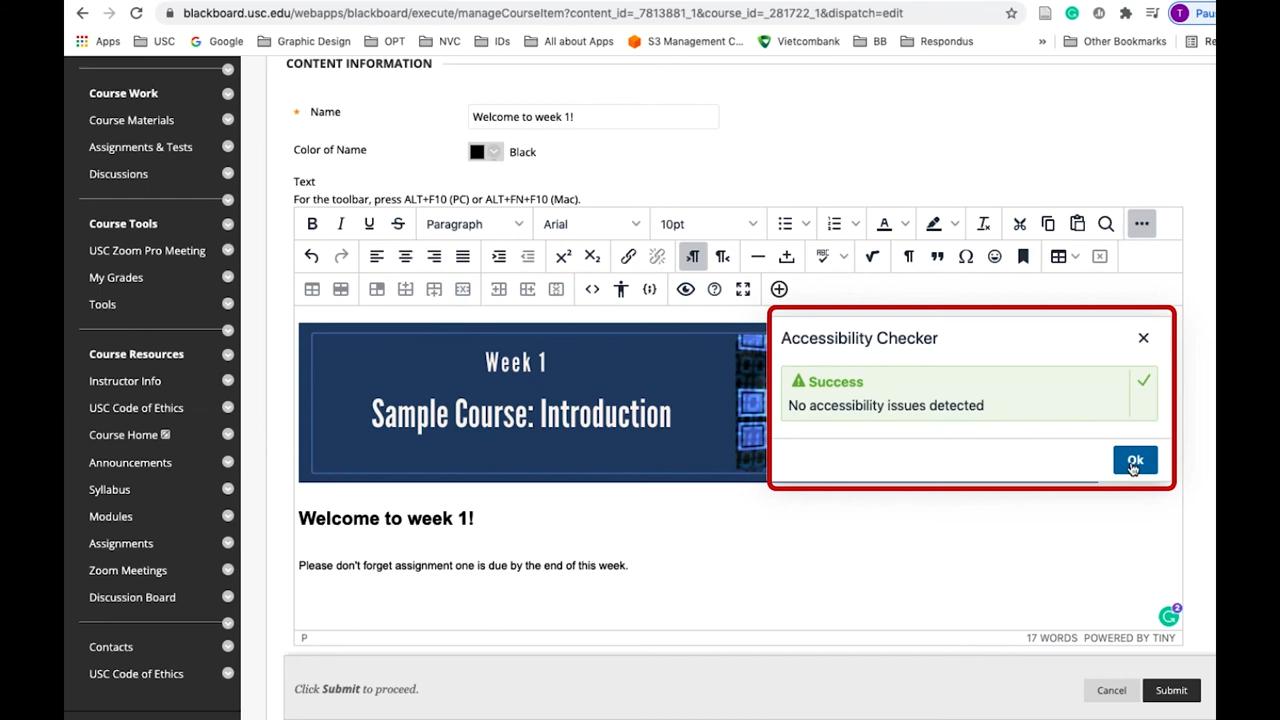 blackboard.usc.edu/webapps/blackboard/execute/manageCourseItem?content_id=_7813881_1&course_id=_281722_1&dispatch=edit
T
Apps USC Google Graphic Design OPT NVC IDs All about Apps S3 Management C... Vietcombank BB Respondus » Other Bookmarks
CONTENT INFORMATION
Course Work
Course Materials
Assignments & Tests
Discussions
Course Tools
USC Zoom Pro Meeting
My Grades
Tools
Course Resources
Instructor Info
USC Code of Ethics
Course Home
Announcements
Syllabus
Modules
Assignments
Zoom Meetings
Discussion Board
Contacts
USC Code of Ethics
* Name
Welcome to week 1!
Color of Name
Black
Text
For the toolbar, press ALT+F10 (PC) or ALT+FN+F10 (Mac).
B I U S Paragraph Arial 10pt A
Week 1
Sample Course: Introduction
Accessibility Checker
Success
No accessibility issues detected
Ok
Welcome to week 1!
Please don't forget assignment one is due by the end of this week.
2
P
17 WORDS POWERED BY TINY
Click Submit to proceed.
Cancel
Submit